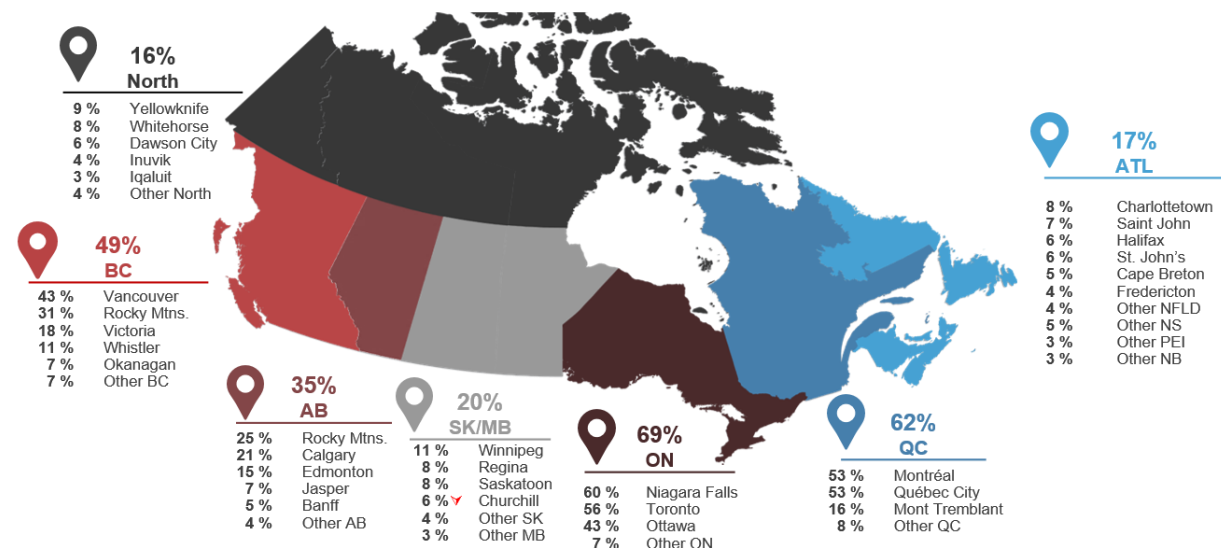 16%
North
9 % Yellowknife
8 % Whitehorse
6 % Dawson City
4 % Inuvik
3 % Iqaluit
4 % Other North
49%
BC
43 % Vancouver
31 % Rocky Mtns.
18 % Victoria
11 % Whistler
7 % Okanagan
7 % Other BC
35%
AB
25 % Rocky Mtns.
21 % Calgary
15 % Edmonton
7 % Jasper
5 % Banff
4 % Other AB
20%
SK/MB
11 % Winnipeg
8 % Regina
8 % Saskatoon
6 % Churchill
4 % Other SK
3 % Other MB
69%
ON
60 % Niagara Falls
56 % Toronto
43 % Ottawa
7 % Other ON
62%
QC
53 % Montréal
53 % Québec City
16 % Mont Tremblant
8 % Other QC
17%
ATL
8 % Charlottetown
7 % Saint John
6 % Halifax
6 % St. John's
5 % Cape Breton
4 % Fredericton
4 % Other NFLD
5 % Other NS
3 % Other PEI
3 % Other NB